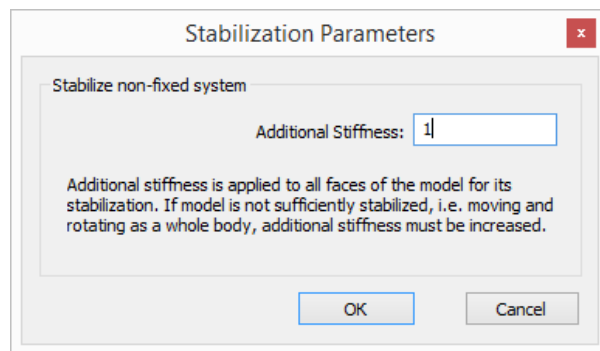 Stabilization Parameters
x
Stabilize non-fixed system
Additional Stiffness: 1
Additional stiffness is applied to all faces of the model for its
stabilization. If model is not sufficiently stabilized, i.e. moving and
rotating as a whole body, additional stiffness must be increased.
OK Cancel